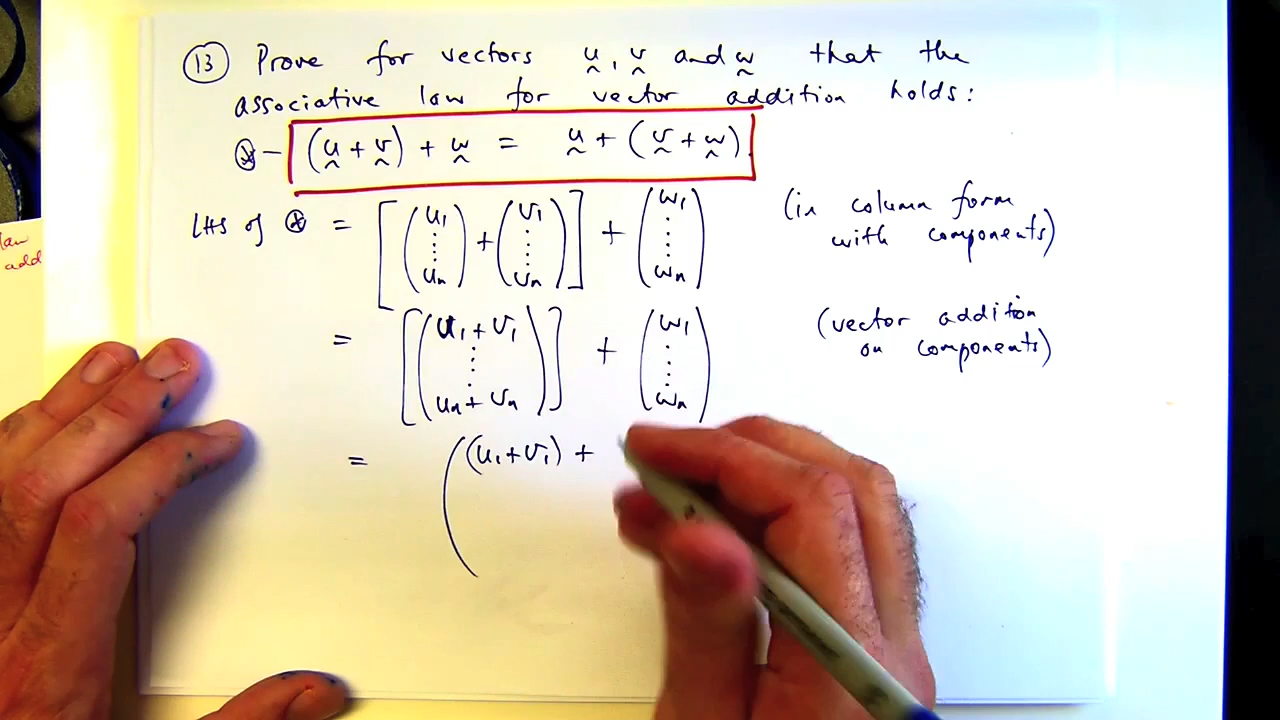 ⑬ Prove for vectors ṵ, v̰ and w̰ that the
associative law for vector addition holds:
⊛ – (ṵ + v̰) + w̰ = ṵ + (v̰ + w̰).
LHS of ⊛ = [(u₁ ⋮ uₙ) + (v₁ ⋮ vₙ)] + (w₁ ⋮ wₙ) (in column form
with components)
= [(u₁ + v₁ ⋮ uₙ + vₙ)] + (w₁ ⋮ wₙ) (vector addition
on components)
= ((u₁ + v₁) +
law
add